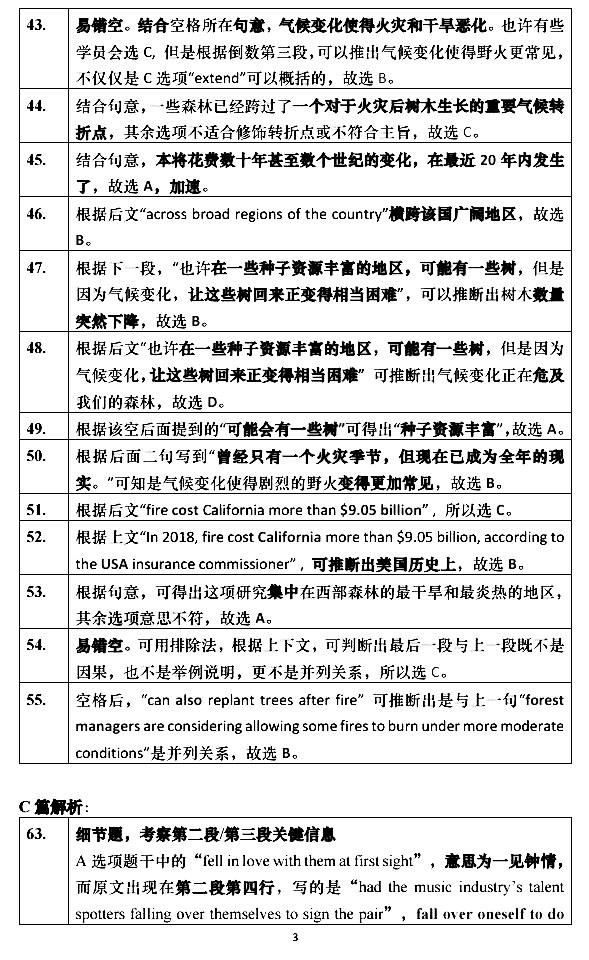 43. 易错空。结合空格所在句意，气候变化使得火灾和干旱恶化。也许有些
学员会选 C, 但是根据倒数第三段，可以推出气候变化使得野火更常见，
不仅仅是 C 选项“extend”可以概括的，故选 B。
44. 结合句意，一些森林已经跨过了一个对于火灾后树木生长的重要气候转
折点，其余选项不适合修饰转折点或不符合主旨，故选 C。
45. 结合句意，本将花费数十年甚至数个世纪的变化，在最近 20 年内发生
了，故选 A，加速。
46. 根据后文“across broad regions of the country”横跨该国广阔地区，故选
B。
47. 根据下一段，“也许在一些种子资源丰富的地区，可能有一些树，但是
因为气候变化，让这些树回来正变得相当困难”，可以推断出树木数量
突然下降，故选 B。
48. 根据后文“也许在一些种子资源丰富的地区，可能有一些树，但是因为
气候变化，让这些树回来正变得相当困难” 可推断出气候变化正在危及
我们的森林，故选 D。
49. 根据该空后面提到的“可能会有一些树”可得出“种子资源丰富”，故选 A。
50. 根据后面二句写到“曾经只有一个火灾季节，但现在已成为全年的现
实。”可知是气候变化使得剧烈的野火变得更加常见，故选 B。
51. 根据后文“fire cost California more than $9.05 billion”，所以选 C。
52. 根据上文“In 2018, fire cost California more than $9.05 billion, according to
the USA insurance commissioner”，可推断出美国历史上，故选 B。
53. 根据句意，可得出这项研究集中在西部森林的最干旱和最炎热的地区，
其余选项意思不符，故选 A。
54. 易错空。可用排除法，根据上下文，可判断出最后一段与上一段既不是
因果，也不是举例说明，更不是并列关系，所以选 C。
55. 空格后，“can also replant trees after fire” 可推断出是与上一句“forest
managers are considering allowing some fires to burn under more moderate
conditions”是并列关系，故选 B。
C 篇解析：
63. 细节题，考察第二段/第三段关键信息
A 选项题干中的“fell in love with them at first sight”，意思为一见钟情，
而原文出现在第二段第四行，写的是“had the music industry's talent
spotters falling over themselves to sign the pair”，fall over oneself to do
3